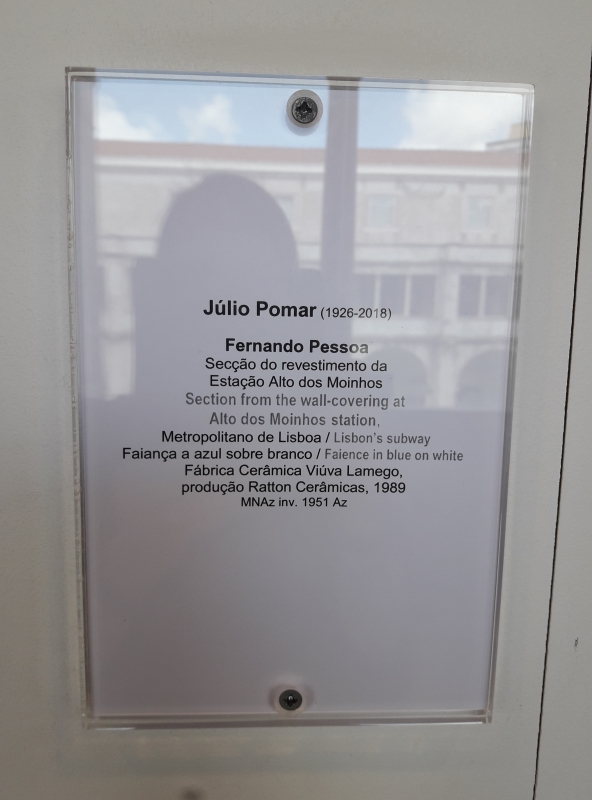 Júlio Pomar (1926-2018)
Fernando Pessoa
Secção do revestimento da
Estação Alto dos Moinhos
Section from the wall-covering at
Alto dos Moinhos station,
Metropolitano de Lisboa / Lisbon's subway
Faiança a azul sobre branco / Faience in blue on white
Fábrica Cerâmica Viúva Lamego,
produção Ratton Cerâmicas, 1989
MNAz inv. 1951 Az